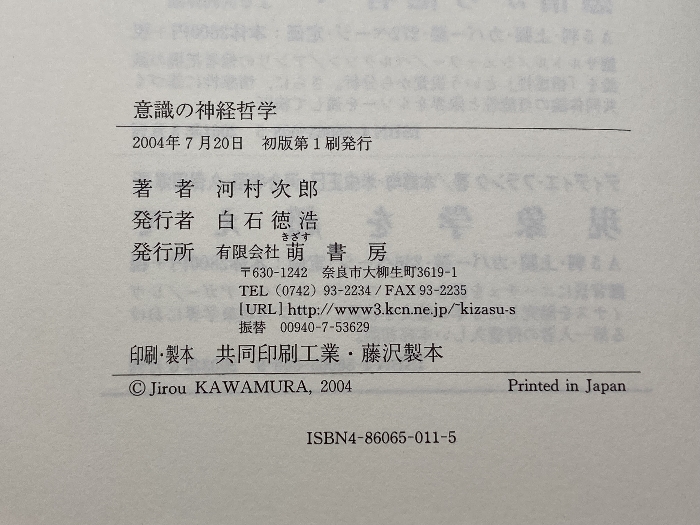 意識の神経哲学
2004年7月20日 初版第1刷発行
著者 河村次郎
発行者 白石徳浩
きざす
発行所 有限会社 萌書房
〒630-1242 奈良市大柳生町3619-1
TEL (0742) 93-2234 / FAX 93-2235
[URL] http://www3.kcn.ne.jp/~kizasu-s
振替 00940-7-53629
印刷・製本 共同印刷工業・藤沢製本
© Jirou KAWAMURA, 2004 Printed in Japan
ISBN4-86065-011-5